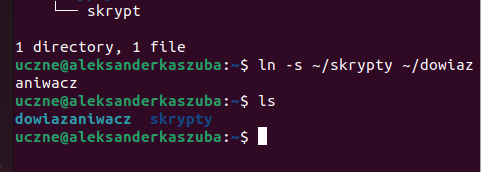 └── skrypt
1 directory, 1 file
uczne@aleksanderkaszuba:~$ ln -s ~/skrypty ~/dowiaz
aniwacz
uczne@aleksanderkaszuba:~$ ls
dowiazaniwacz  skrypty
uczne@aleksanderkaszuba:~$